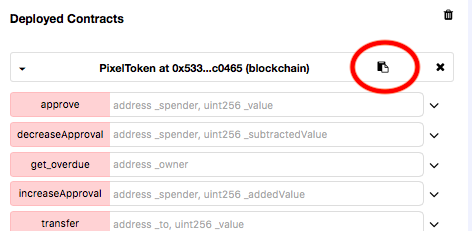 Deployed Contracts
PixelToken at 0x533...c0465 (blockchain)
approve address _spender, uint256 _value
decreaseApproval address _spender, uint256 _subtractedValue
get_overdue address _owner
increaseApproval address _spender, uint256 _addedValue
transfer address _to, uint256 _value